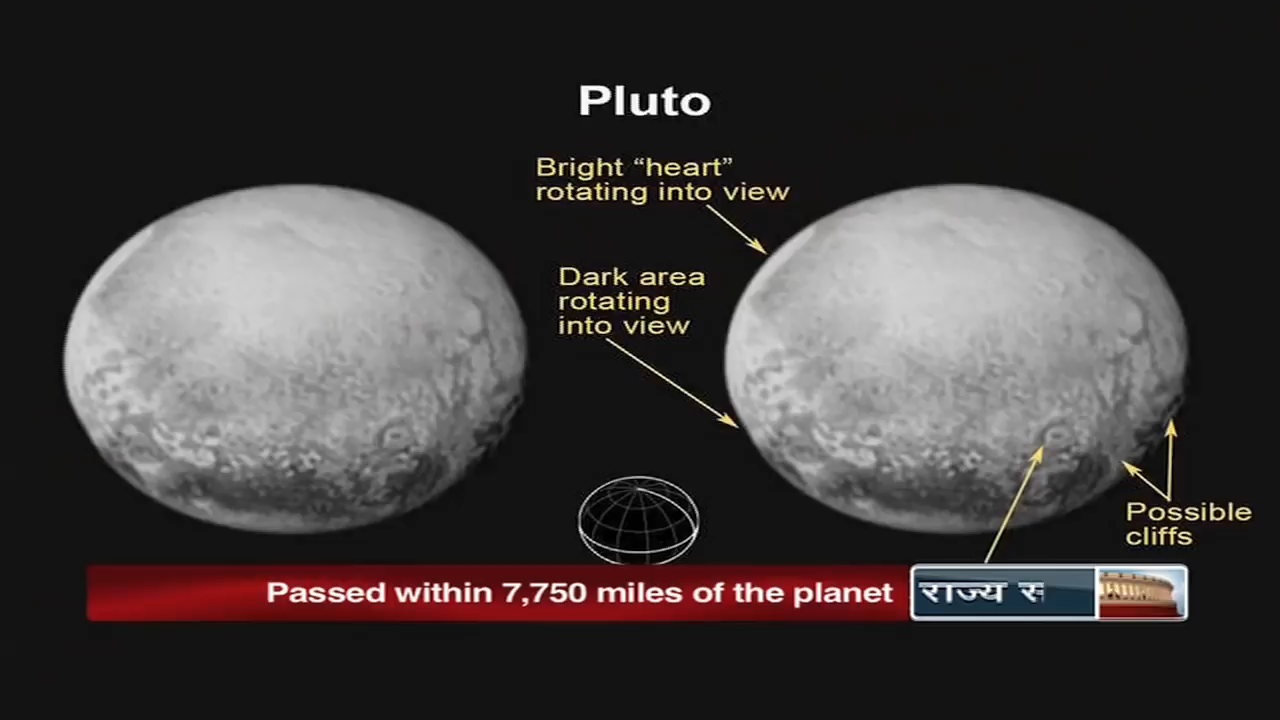 Pluto
Bright “heart”
rotating into view
Dark area
rotating
into view
Possible
cliffs
Passed within 7,750 miles of the planet
राज्य